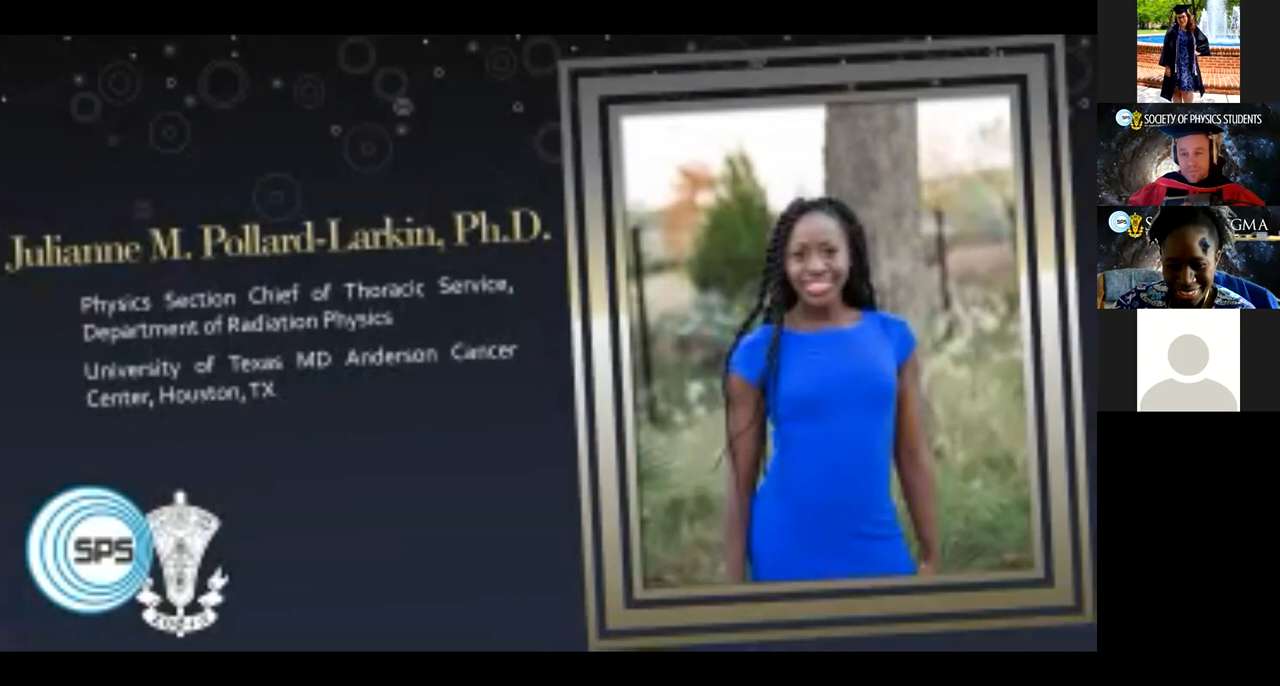 Julianne M. Pollard-Larkin, Ph.D.
Physics Section Chief of Thoracic Service,
Department of Radiation Physics
University of Texas MD Anderson Cancer
Center, Houston, TX
SPS
SOCIETY OF PHYSICS STUDENTS
GMA